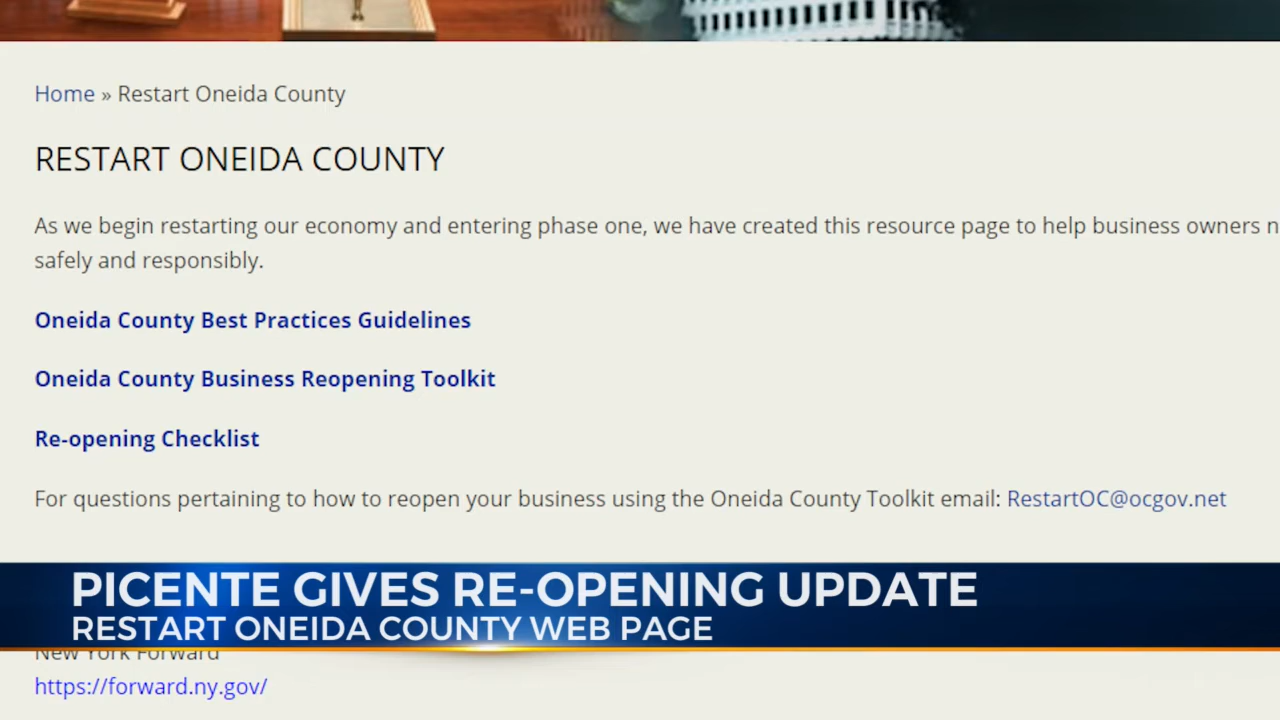 Home » Restart Oneida County
RESTART ONEIDA COUNTY
As we begin restarting our economy and entering phase one, we have created this resource page to help business owners
safely and responsibly.
Oneida County Best Practices Guidelines
Oneida County Business Reopening Toolkit
Re-opening Checklist
For questions pertaining to how to reopen your business using the Oneida County Toolkit email: RestartOC@ocgov.net
PICENTE GIVES RE-OPENING UPDATE
RESTART ONEIDA COUNTY WEB PAGE
New York Forward
https://forward.ny.gov/